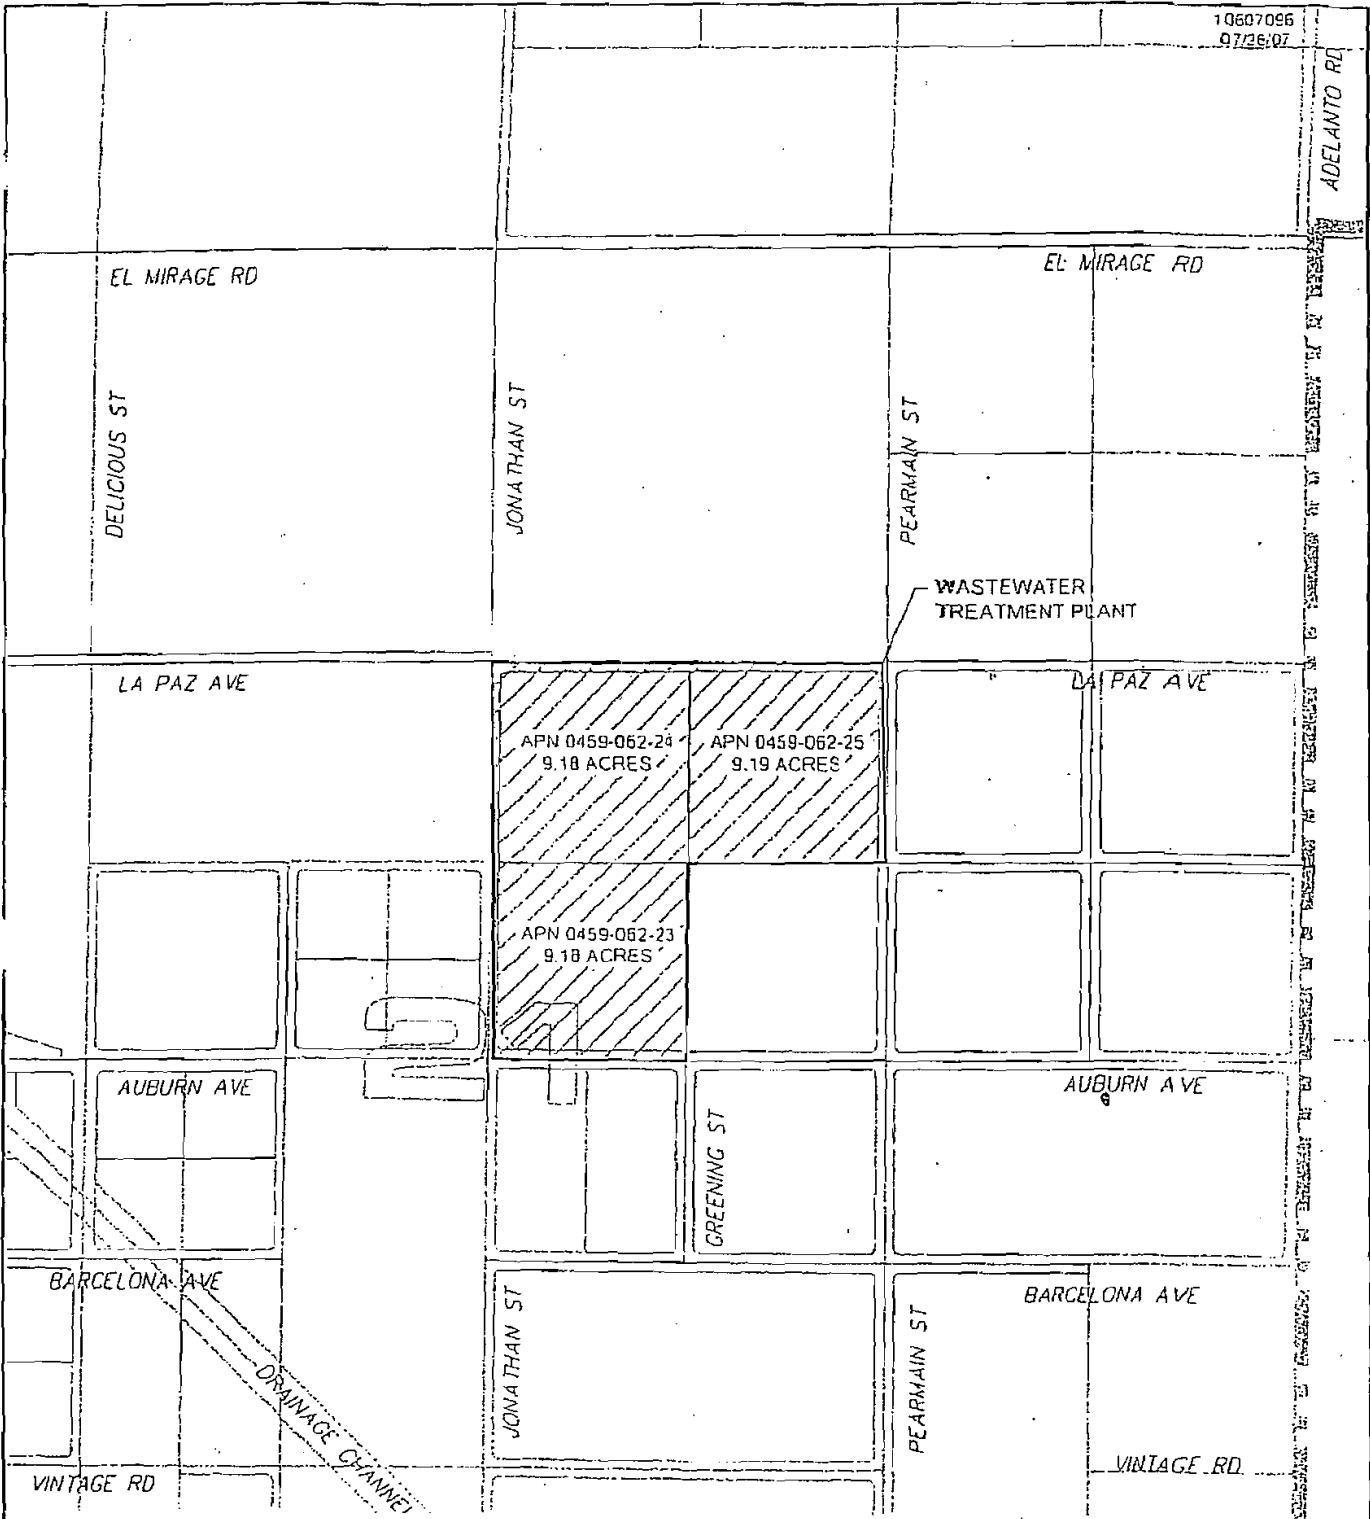 10607096
07/26/07
ADELANTO RD
EL MIRAGE RD
EL MIRAGE RD
DELICIOUS ST
JONATHAN ST
PEARMAIN ST
WASTEWATER
TREATMENT PLANT
LA PAZ AVE
LA PAZ AVE
APN 0459-062-24
9.18 ACRES
APN 0459-062-25
9.19 ACRES
APN 0459-062-23
9.18 ACRES
21
AUBURN AVE
AUBURN AVE
GREENING ST
BARCELONA AVE
BARCELONA AVE
JONATHAN ST
PEARMAIN ST
DRAINAGE CHANNEL
VINTAGE RD
VINTAGE RD